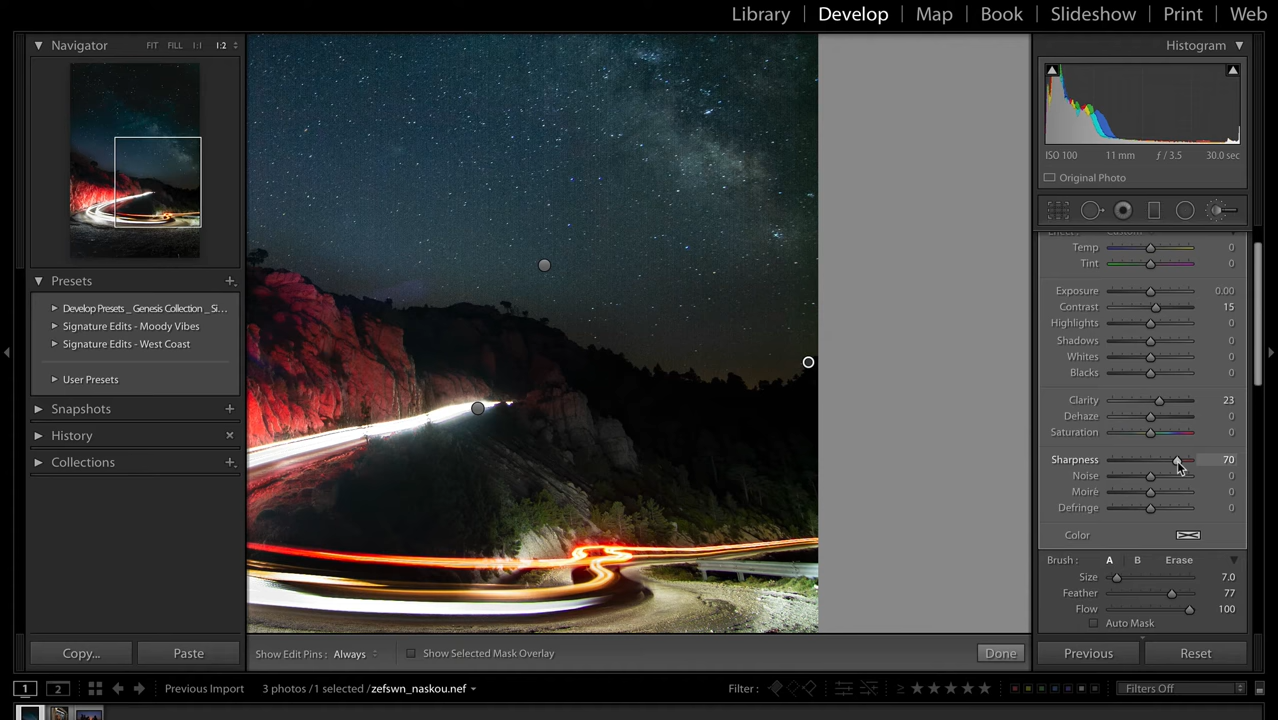 Library | Develop | Map | Book | Slideshow | Print | Web
Navigator FIT FILL 1:1 1:2
Histogram
ISO 100 11 mm ƒ / 3.5 30.0 sec
Original Photo
Temp 0
Tint 0
Exposure 0.00
Contrast 15
Highlights 0
Shadows 0
Whites 0
Blacks 0
Clarity 23
Dehaze 0
Saturation 0
Sharpness 70
Noise 0
Moiré 0
Defringe 0
Color
Brush : A B Erase
Size 7.0
Feather 77
Flow 100
Auto Mask
Presets
Develop Presets _ Genesis Collection _ Si...
Signature Edits - Moody Vibes
Signature Edits - West Coast
User Presets
Snapshots
History
Collections
Copy... Paste
Show Edit Pins : Always Show Selected Mask Overlay Done
Previous Reset
1 2 Previous Import 3 photos /1 selected /zefswn_naskou.nef Filter : Filters Off